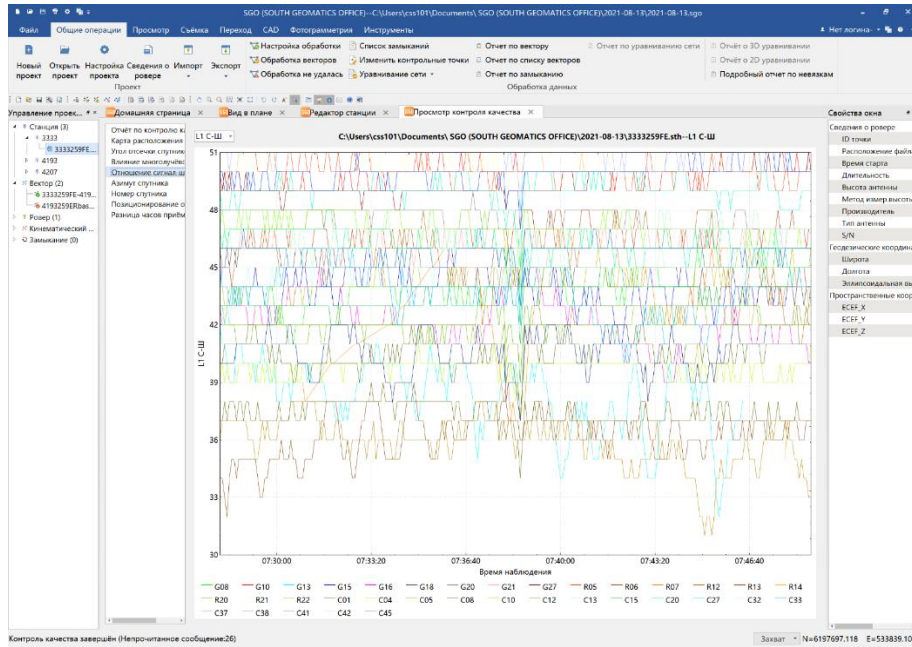 SGO (SOUTH GEOMATICS OFFICE)--C:\Users\css101\Documents\ SGO (SOUTH GEOMATICS OFFICE)\2021-08-13\2021-08-13.sgo
Файл Общие операции Просмотр Съёмка Переход CAD Фотограмметрия Инструменты Нет логина-
Новый проект Открыть проект Настройка проекта Сведения о ровере Импорт Экспорт
Настройка обработки Список замыканий Отчет по вектору Отчет по уравниванию сети Отчёт о 3D уравнивании
Обработка векторов Изменить контрольные точки Отчет по списку векторов Отчёт о 2D уравнивании
Обработка не удалась Уравнивание сети Отчет по замыканию Подробный отчет по невязкам
Проект Обработка данных
Управление проек... Домашняя страница Вид в плане Редактор станции Просмотр контроля качества Свойства окна
Станция (3)
3333
3333259FE....
4193
4207
Вектор (2)
3333259FE-419...
4193259ERbas...
Ровер (1)
Кинематический ...
Замыкание (0)
Отчёт по контролю к
Карта расположения
Угол отсечки спутник
Влияние многолучёво
Отношение сигнал-ш
Азимут спутника
Номер спутника
Позиционирование о
Разница часов приём
L1 С-Ш
C:\Users\css101\Documents\ SGO (SOUTH GEOMATICS OFFICE)\2021-08-13\3333259FE.sth--L1 С-Ш
51
48
45
42
39
36
33
30
L1 С-Ш
07:30:00 07:33:20 07:36:40 07:40:00 07:43:20 07:46:40
Время наблюдения
G08 G10 G13 G15 G16 G18 G20 G21 G27 R05 R06 R07 R12 R13 R14
R20 R21 R22 C01 C04 C05 C08 C10 C12 C13 C15 C20 C27 C32 C33
C37 C38 C41 C42 C45
Сведения о ровере
ID точки
Расположение файл
Время старта
Длительность
Высота антенны
Метод измер.высоть
Производитель
Тип антенны
S/N
Геодезические координа
Широта
Долгота
Эллипсоидальная вы
Пространственные коор
ECEF_X
ECEF_Y
ECEF_Z
Контроль качества завершён (Непрочитанное сообщение:26) Захват N=6197697.118 E=533839.10